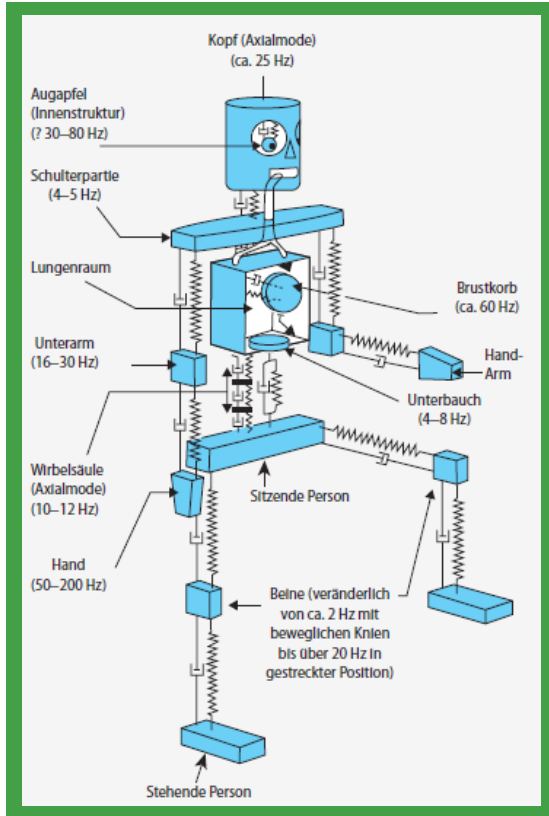 Kopf (Axialmode)
(ca. 25 Hz)
Augapfel
(Innenstruktur)
(? 30–80 Hz)
Schulterpartie
(4–5 Hz)
Lungenraum
Brustkorb
(ca. 60 Hz)
Unterarm
(16–30 Hz)
Hand-
Arm
Unterbauch
(4–8 Hz)
Wirbelsäule
(Axialmode)
(10–12 Hz)
Sitzende Person
Hand
(50–200 Hz)
Beine (veränderlich
von ca. 2 Hz mit
beweglichen Knien
bis über 20 Hz in
gestreckter Position)
Stehende Person